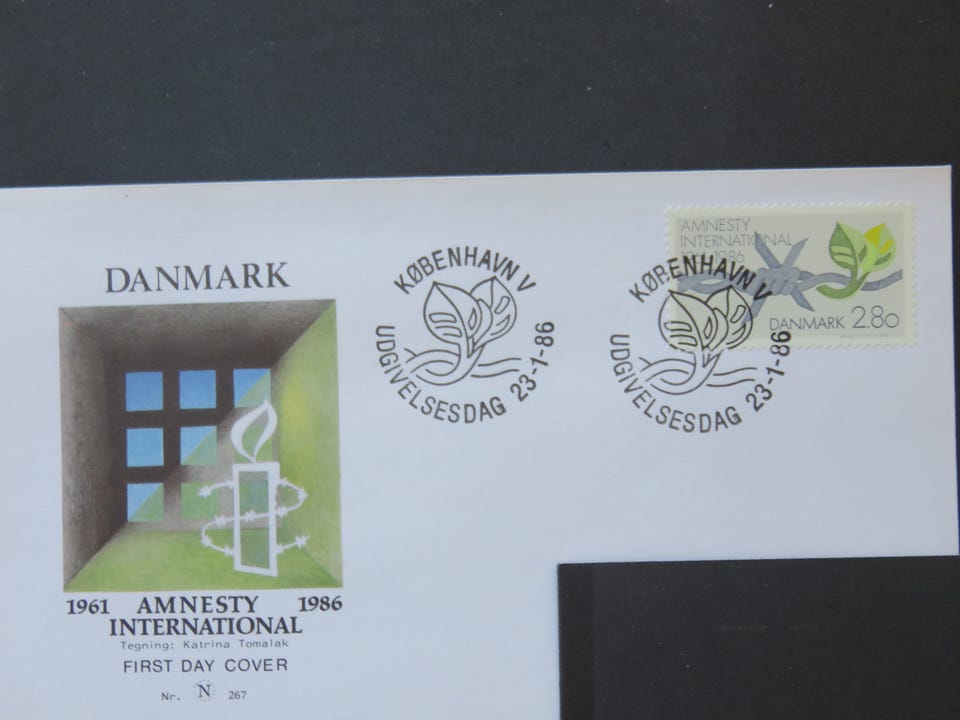 DANMARK
1961 AMNESTY 1986
INTERNATIONAL
Tegning: Katrina Tomalak
FIRST DAY COVER
Nr. N 267
KØBENHAVN V
UDGIVELSESDAG 23-1-86
KØBENHAVN V
UDGIVELSESDAG 23-1-86
AMNESTY
INTERNATIONAL
1961-1986
DANMARK 2.80